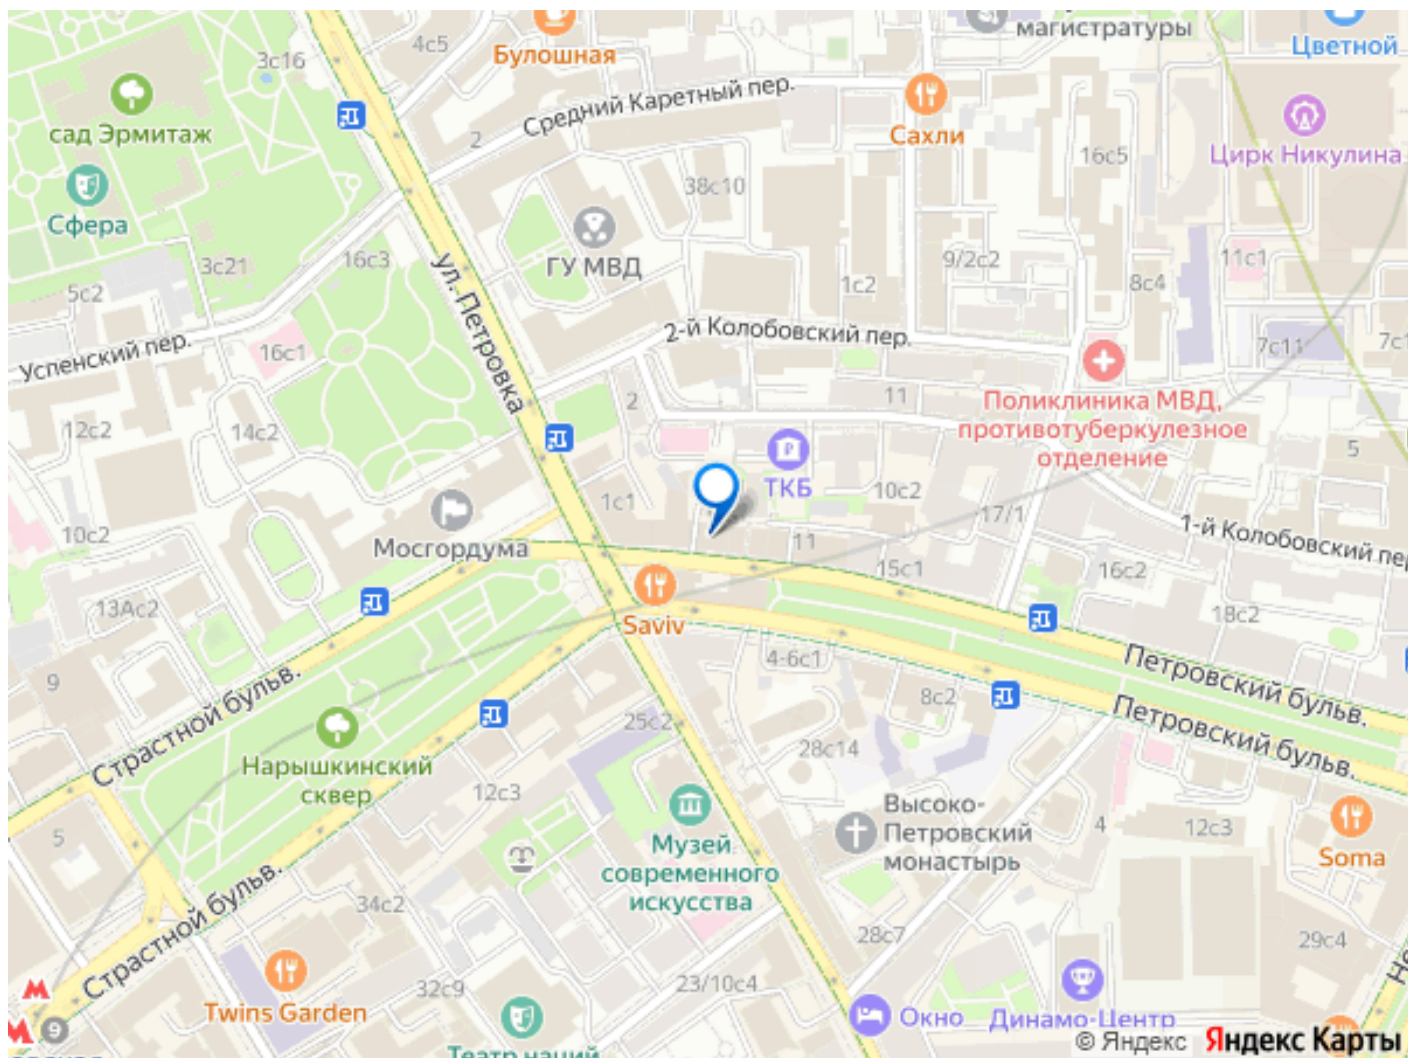 магистратуры
Цветной
4с5
Булошная
3с16
сад Эрмитаж
Средний Каретный пер.
2
Сахли
16с5
Цирк Никулина
38с10
Сфера
ГУ МВД
3с21
16с3
ул. Петровка
5с2
1с2
9/2с2
11с1
8с4
2-й Колобовский пер.
Успенский пер.
16с1
7с11
7с1
Поликлиника МВД,
противотуберкулезное
отделение
2
11
12с2
14с2
5
ТКБ
1с1
10с2
17/1
Мосгордума
10с2
11
1-й Колобовский пер
15с1
16с2
13Ас2
Saviv
18с2
4-6с1
Петровский бульв.
9
Страстной бульв.
8с2
25с2
Петровский бульв.
28с14
Нарышкинский
сквер
12с3
Высоко-
Петровский
монастырь
4
12с3
5
Музей
современного
искусства
Soma
Страстной бульв.
34с2
28с7
29с4
Twins Garden
32с9
23/10с4
9
Окно
Динамо-Центр
Театр наций
© Яндекс Яндекс Карты